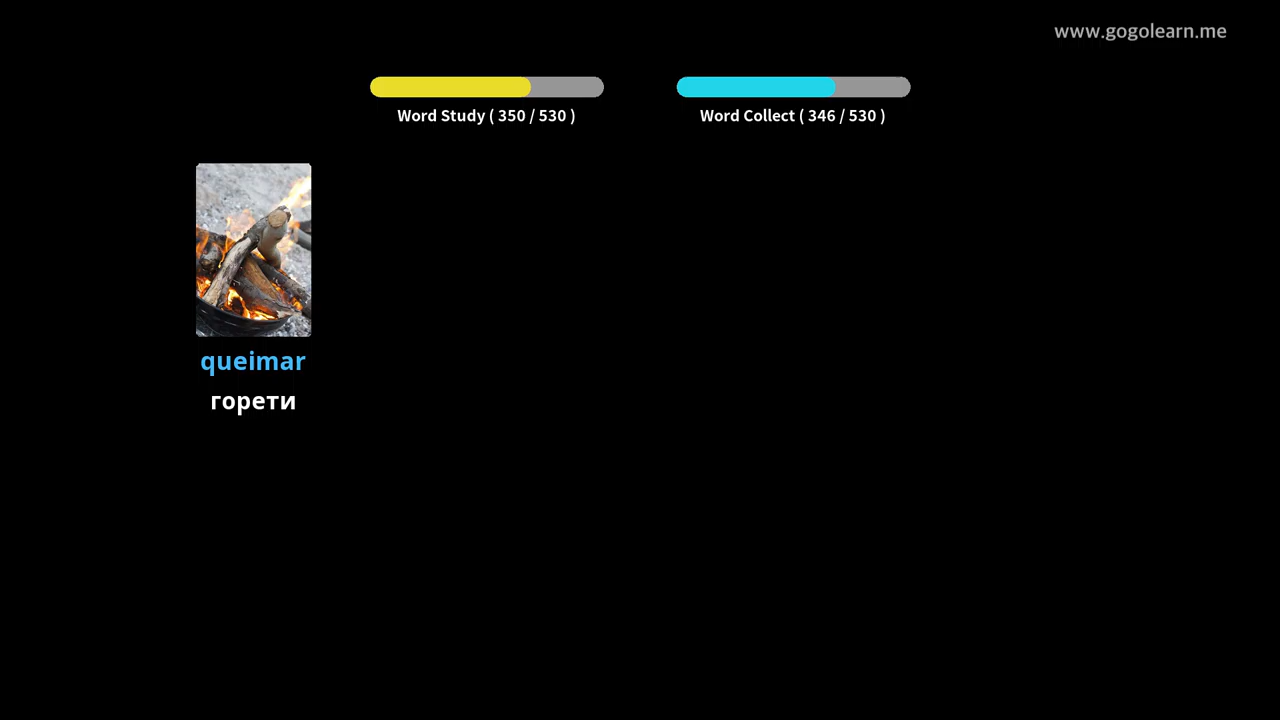 www.gogolearn.me
Word Study ( 350 / 530 )
Word Collect ( 346 / 530 )
queimar
горети